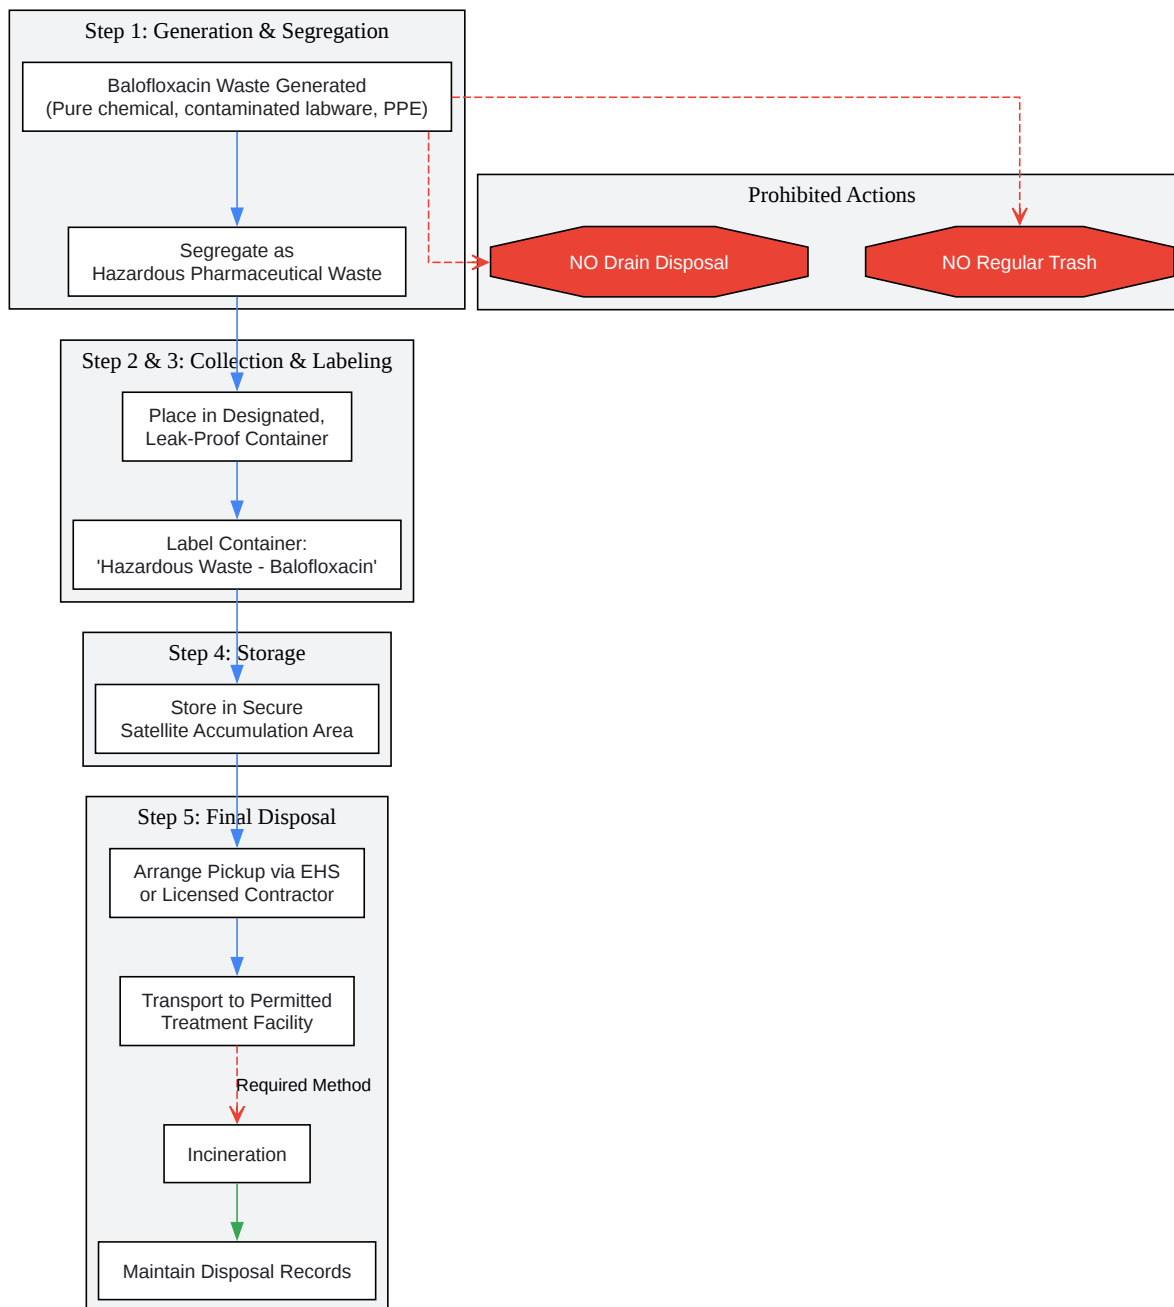 Step 1: Generation & Segregation
Balofloxacin Waste Generated
(Pure chemical, contaminated labware, PPE)
Segregate as
Hazardous Pharmaceutical Waste
Prohibited Actions
NO Drain Disposal
NO Regular Trash
Step 2 & 3: Collection & Labeling
Place in Designated,
Leak-Proof Container
Label Container:
'Hazardous Waste - Balofloxacin'
Step 4: Storage
Store in Secure
Satellite Accumulation Area
Step 5: Final Disposal
Arrange Pickup via EHS
or Licensed Contractor
Transport to Permitted
Treatment Facility
Required Method
Incineration
Maintain Disposal Records